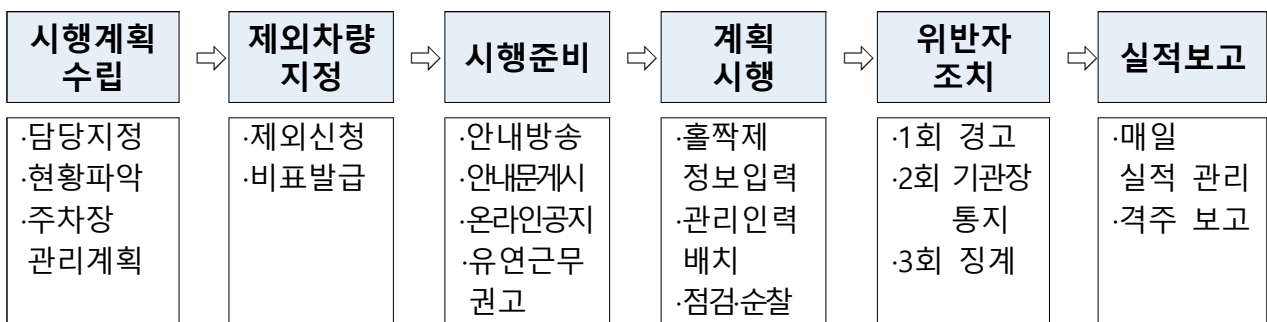 시행계획
수립
⇨
제외차량
지정
⇨
시행준비
⇨
계획
시행
⇨
위반자
조치
⇨
실적보고
·담당지정
·현황파악
·주차장
관리계획
·제외신청
·비표발급
·안내방송
·안내문게시
·온라인공지
·유연근무
권고
·홀짝제
정보입력
·관리인력
배치
·점검·순찰
·1회 경고
·2회 기관장
통지
·3회 징계
·매일
실적 관리
·격주 보고